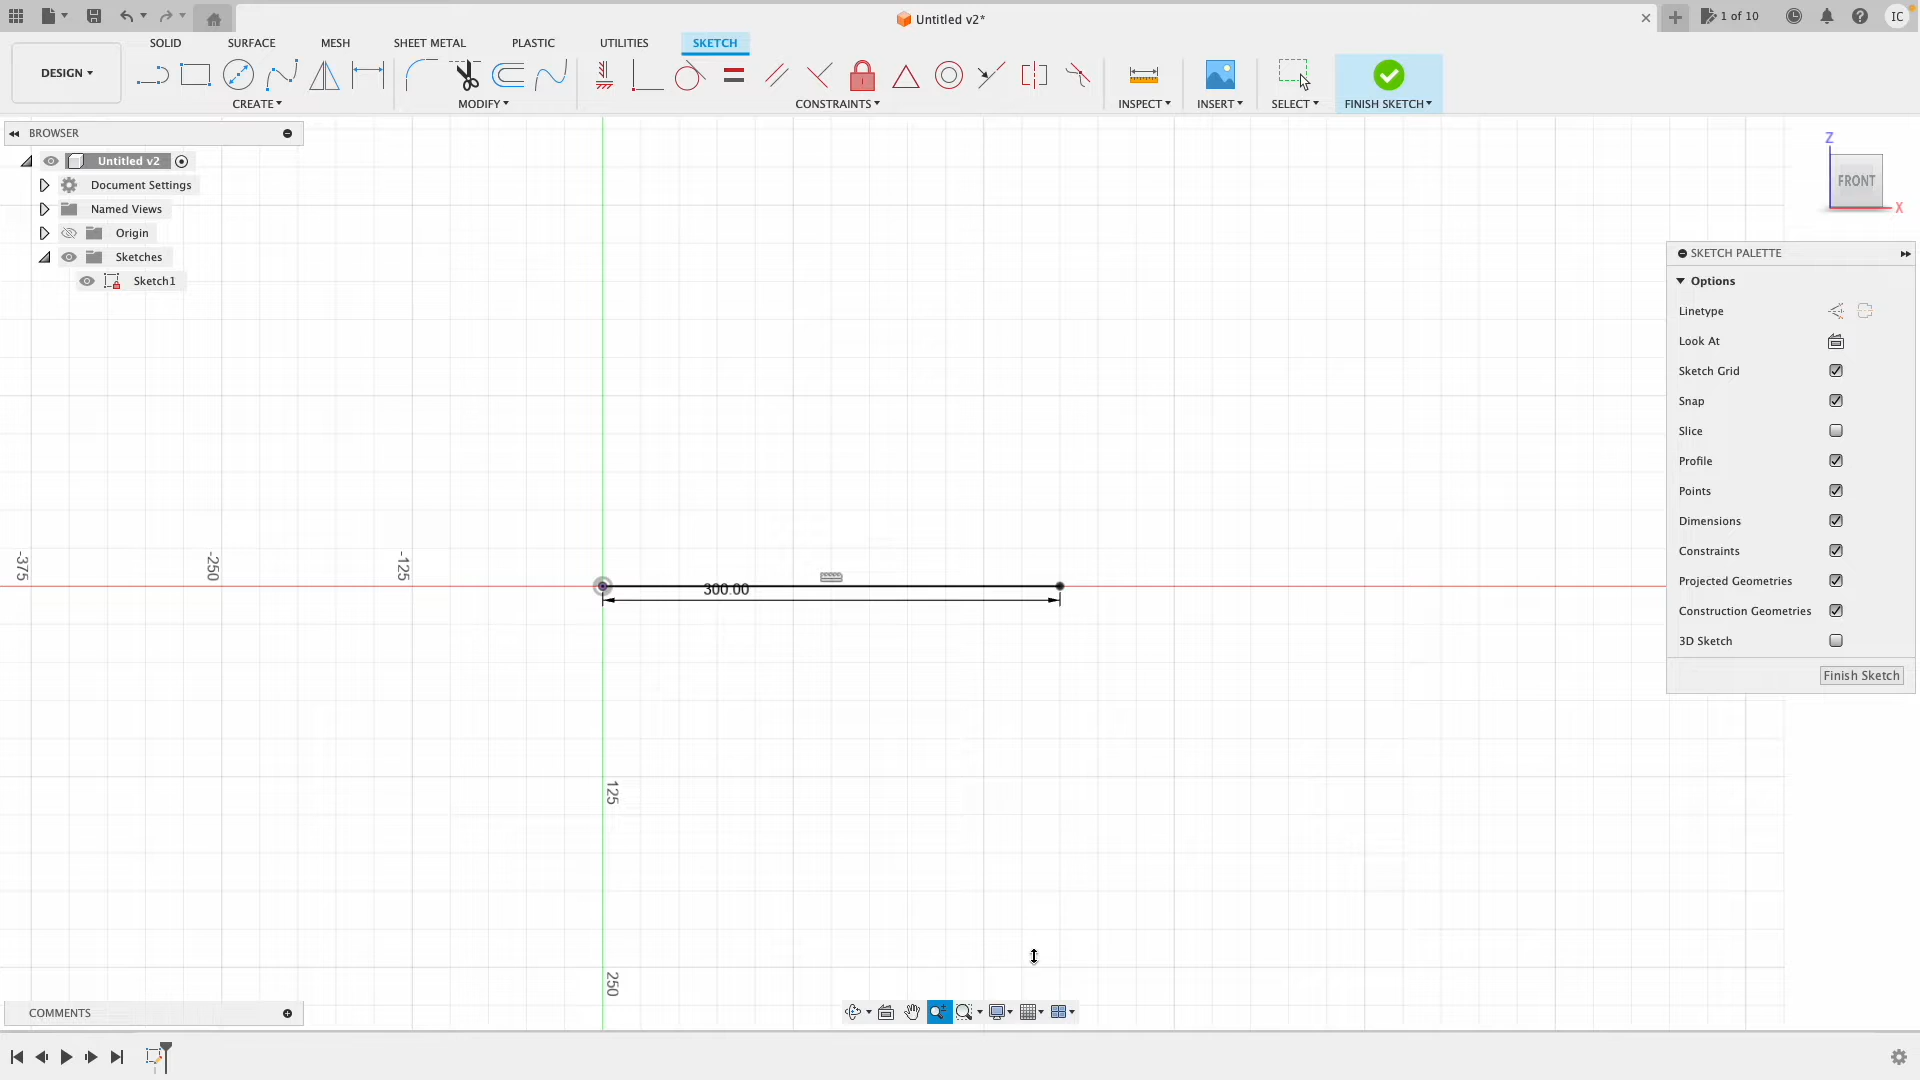 Untitled v2*
1 of 10
IC
DESIGN
SOLID
SURFACE
MESH
SHEET METAL
PLASTIC
UTILITIES
SKETCH
CREATE
MODIFY
CONSTRAINTS
INSPECT
INSERT
SELECT
FINISH SKETCH
BROWSER
Untitled v2
Document Settings
Named Views
Origin
Sketches
Sketch1
Z
FRONT
X
SKETCH PALETTE
Options
Linetype
Look At
Sketch Grid
Snap
Slice
Profile
Points
Dimensions
Constraints
Projected Geometries
Construction Geometries
3D Sketch
Finish Sketch
-375
-250
-125
300.00
125
250
COMMENTS